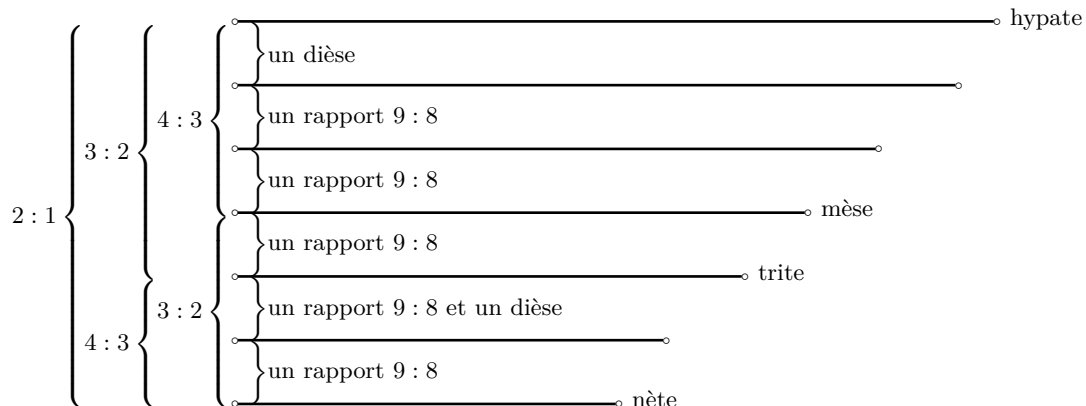 hypate
un dièse
un rapport 9 : 8
4 : 3
3 : 2
un rapport 9 : 8
mèse
2 : 1
un rapport 9 : 8
trite
un rapport 9 : 8 et un dièse
3 : 2
4 : 3
un rapport 9 : 8
nète